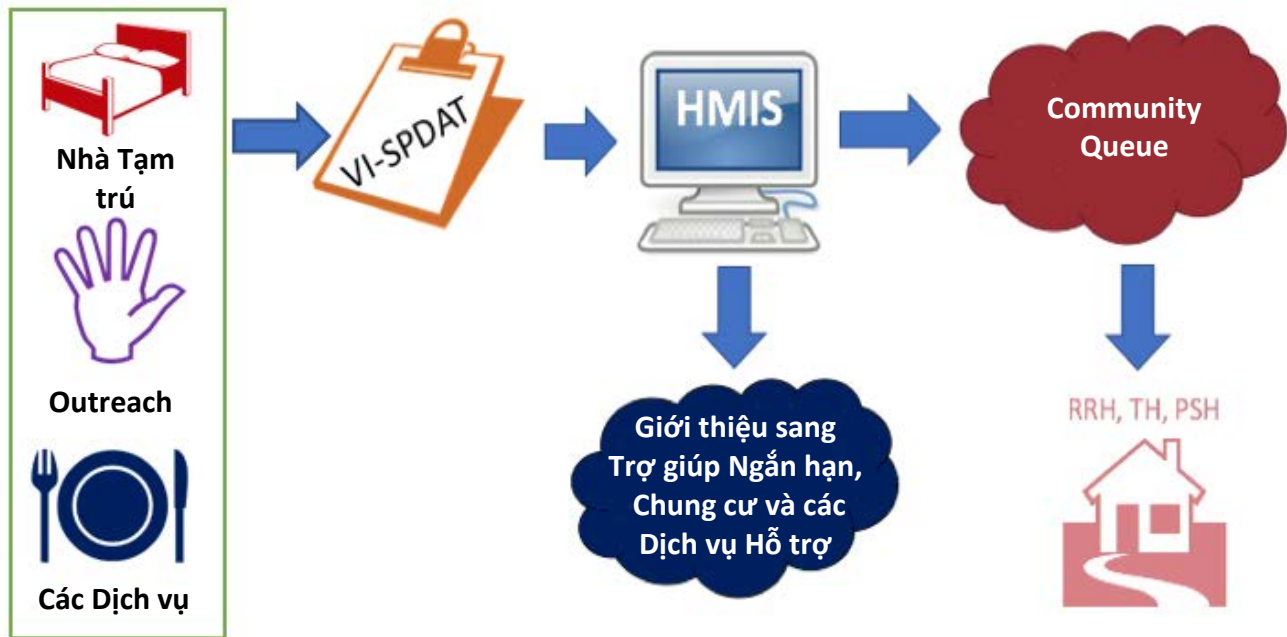 Nhà Tạm
trú
Outreach
Các Dịch vụ
VI-SPDAT
HMIS
Community
Queue
Giới thiệu sang
Trợ giúp Ngắn hạn,
Chung cư và các
Dịch vụ Hỗ trợ
RRH, TH, PSH